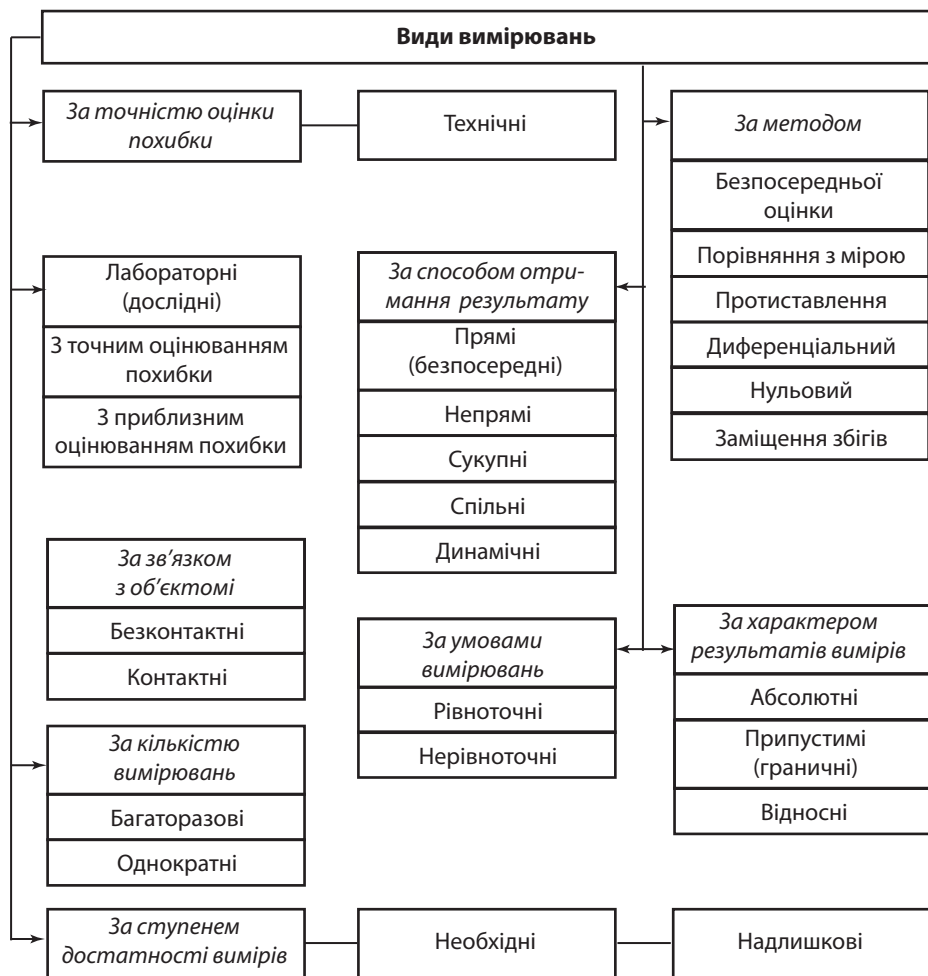 Види вимірювань
За точністю оцінки
похибки
Технічні
За методом
Безпосередньої
оцінки
Порівняння з мірою
Протиставлення
Диференціальний
Нульовий
Заміщення збігів
Лабораторні
(дослідні)
З точним оцінюванням
похибки
З приблизним
оцінюванням похибки
За способом отри-
мання результату
Прямі
(безпосередні)
Непрямі
Сукупні
Спільні
Динамічні
За зв’язком
з об’єктомі
Безконтактні
Контактні
За умовами
вимірювань
Рівноточні
Нерівноточні
За характером
результатів вимірів
Абсолютні
Припустимі
(граничні)
Відносні
За кількістю
вимірювань
Багаторазові
Однократні
За ступенем
достатності вимірів
Необхідні
Надлишкові